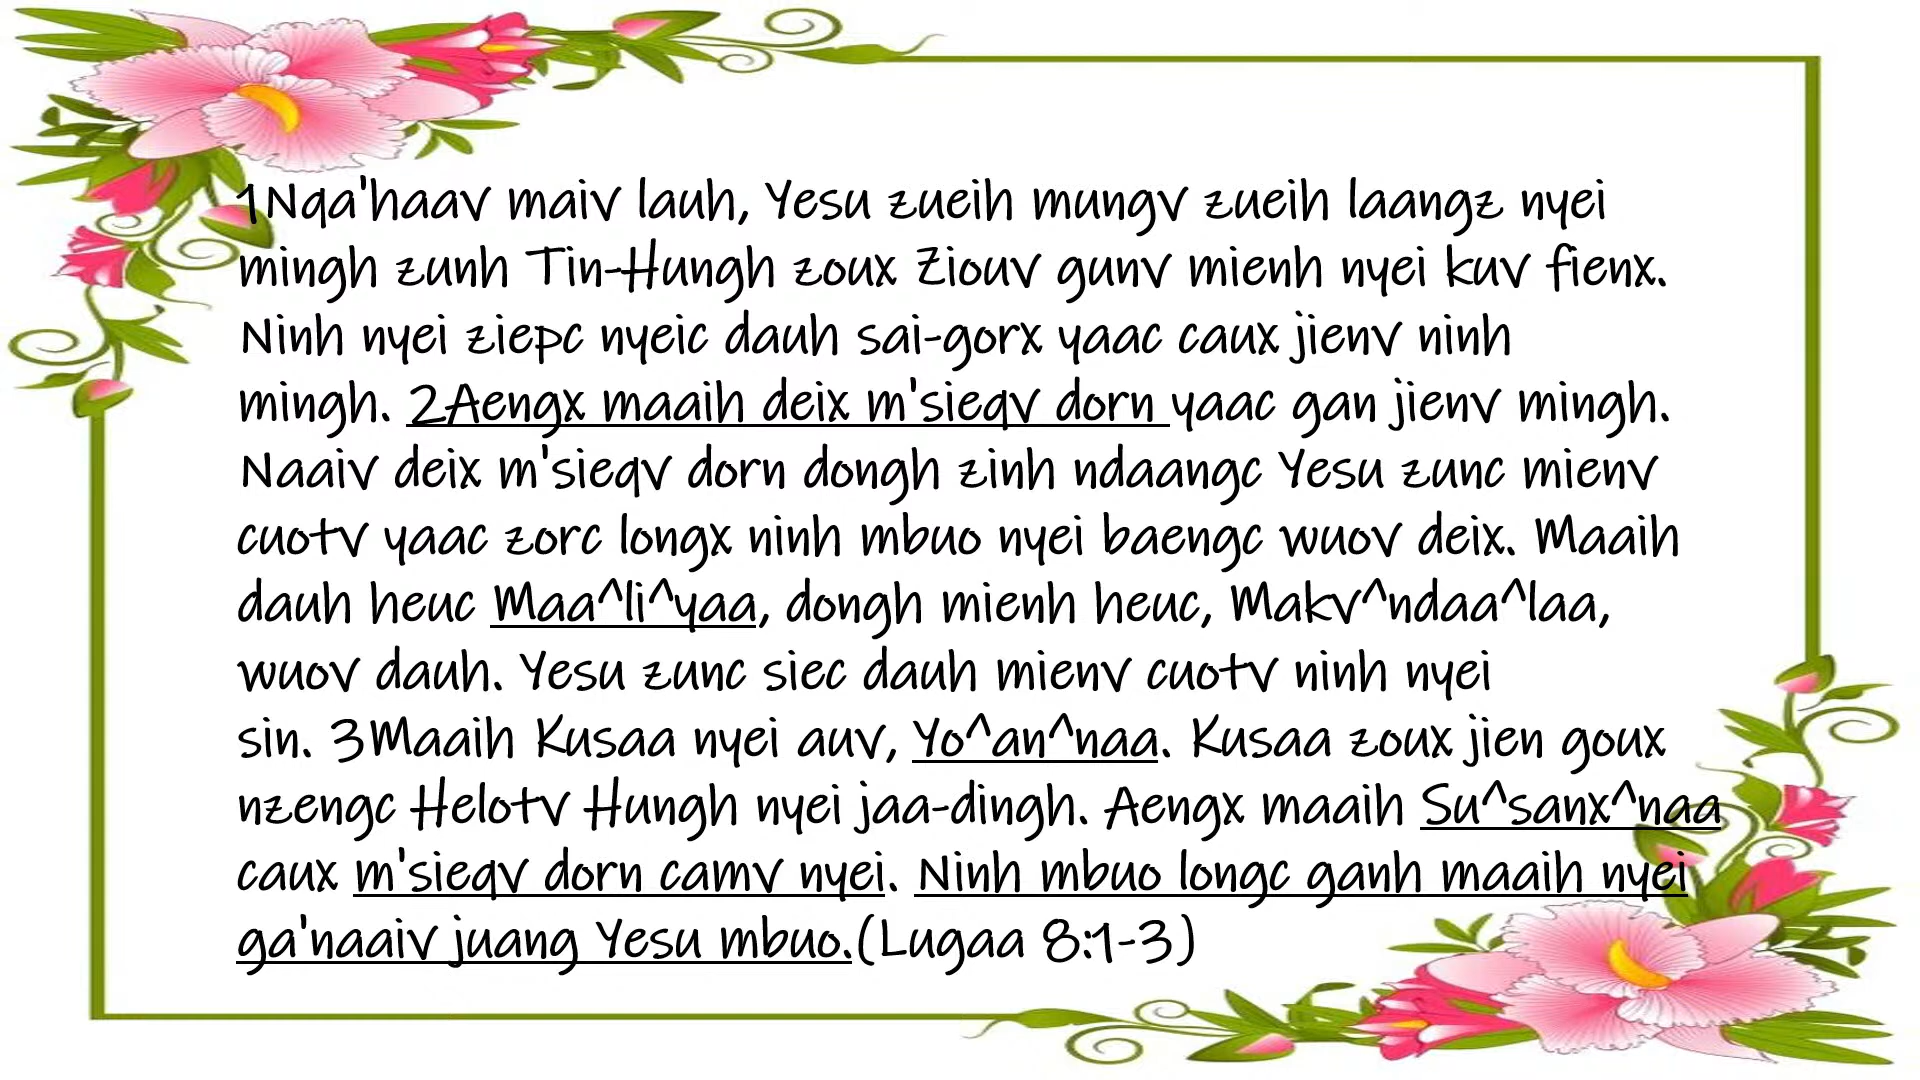 1Nqa'haav maiv lauh, Yesu zueih mungv zueih laangz nyei
mingh zunh Tin-Hungh zoux Ziouv gunv mienh nyei kuv fienx.
Ninh nyei ziepc nyeic dauh sai-gorx yaac caux jienv ninh
mingh. 2Aengx maaih deix m'sieqv dorn yaac gan jienv mingh.
Naaiv deix m'sieqv dorn dongh zinh ndaangc Yesu zunc mienv
cuotv yaac zorc longx ninh mbuo nyei baengc wuov deix. Maaih
dauh heuc Maa^li^yaa, dongh mienh heuc, Makv^ndaa^laa,
wuov dauh. Yesu zunc siec dauh mienv cuotv ninh nyei
sin. 3Maaih Kusaa nyei auv, Yo^an^naa. Kusaa zoux jien goux
nzengc Helotv Hungh nyei jaa-dingh. Aengx maaih Su^sanx^naa
caux m'sieqv dorn camv nyei. Ninh mbuo longc ganh maaih nyei
ga'naaiv juang Yesu mbuo.(Lugaa 8:1-3)